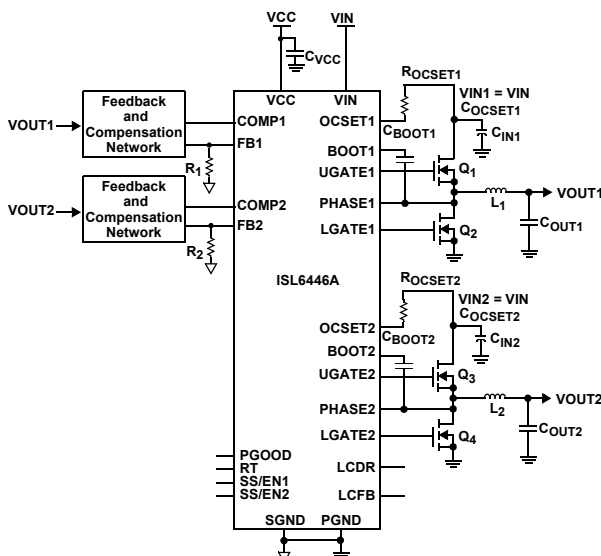 VCC
VIN
CVCC
VCC
VIN
ROCSET1
VIN1 = VIN
COCSET1
OCSET1
CBOOT1
CIN1
Feedback
and
Compensation
Network
VOUT1
COMP1
FB1
R1
BOOT1
UGATE1
Q1
PHASE1
L1
VOUT1
LGATE1
Q2
COUT1
Feedback
and
Compensation
Network
VOUT2
COMP2
FB2
R2
ISL6446A
ROCSET2
VIN2 = VIN
COCSET2
OCSET2
CBOOT2
CIN2
BOOT2
UGATE2
Q3
PHASE2
L2
VOUT2
LGATE2
Q4
COUT2
PGOOD
RT
SS/EN1
SS/EN2
LCDR
LCFB
SGND
PGND